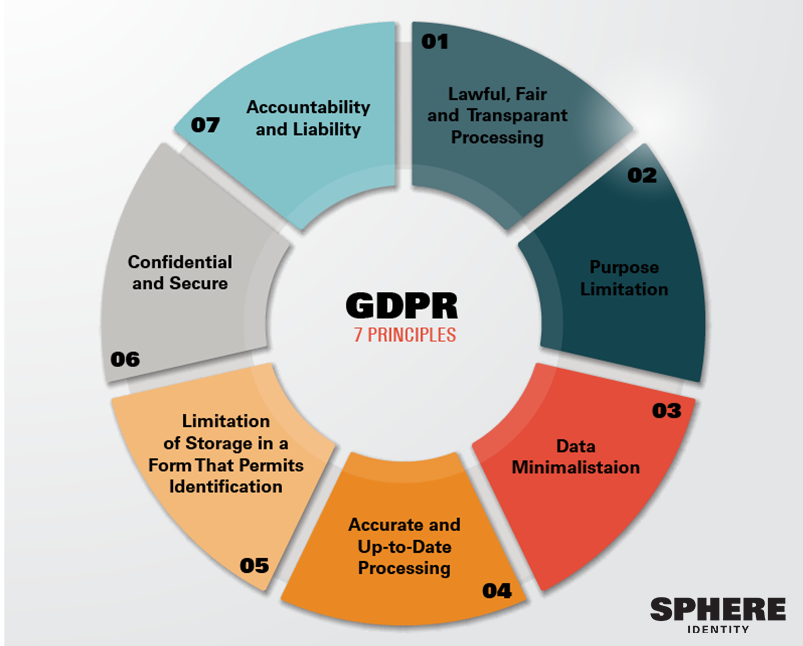 01
Lawful, Fair
and Transparant
Processing
02
Purpose
Limitation
03
Data
Minimalistaion
04
Accurate and
Up-to-Date
Processing
05
Limitation
of Storage in a
Form That Permits
Identification
06
Confidential
and Secure
07
Accountability
and Liability
GDPR
7 PRINCIPLES
SPHERE
IDENTITY